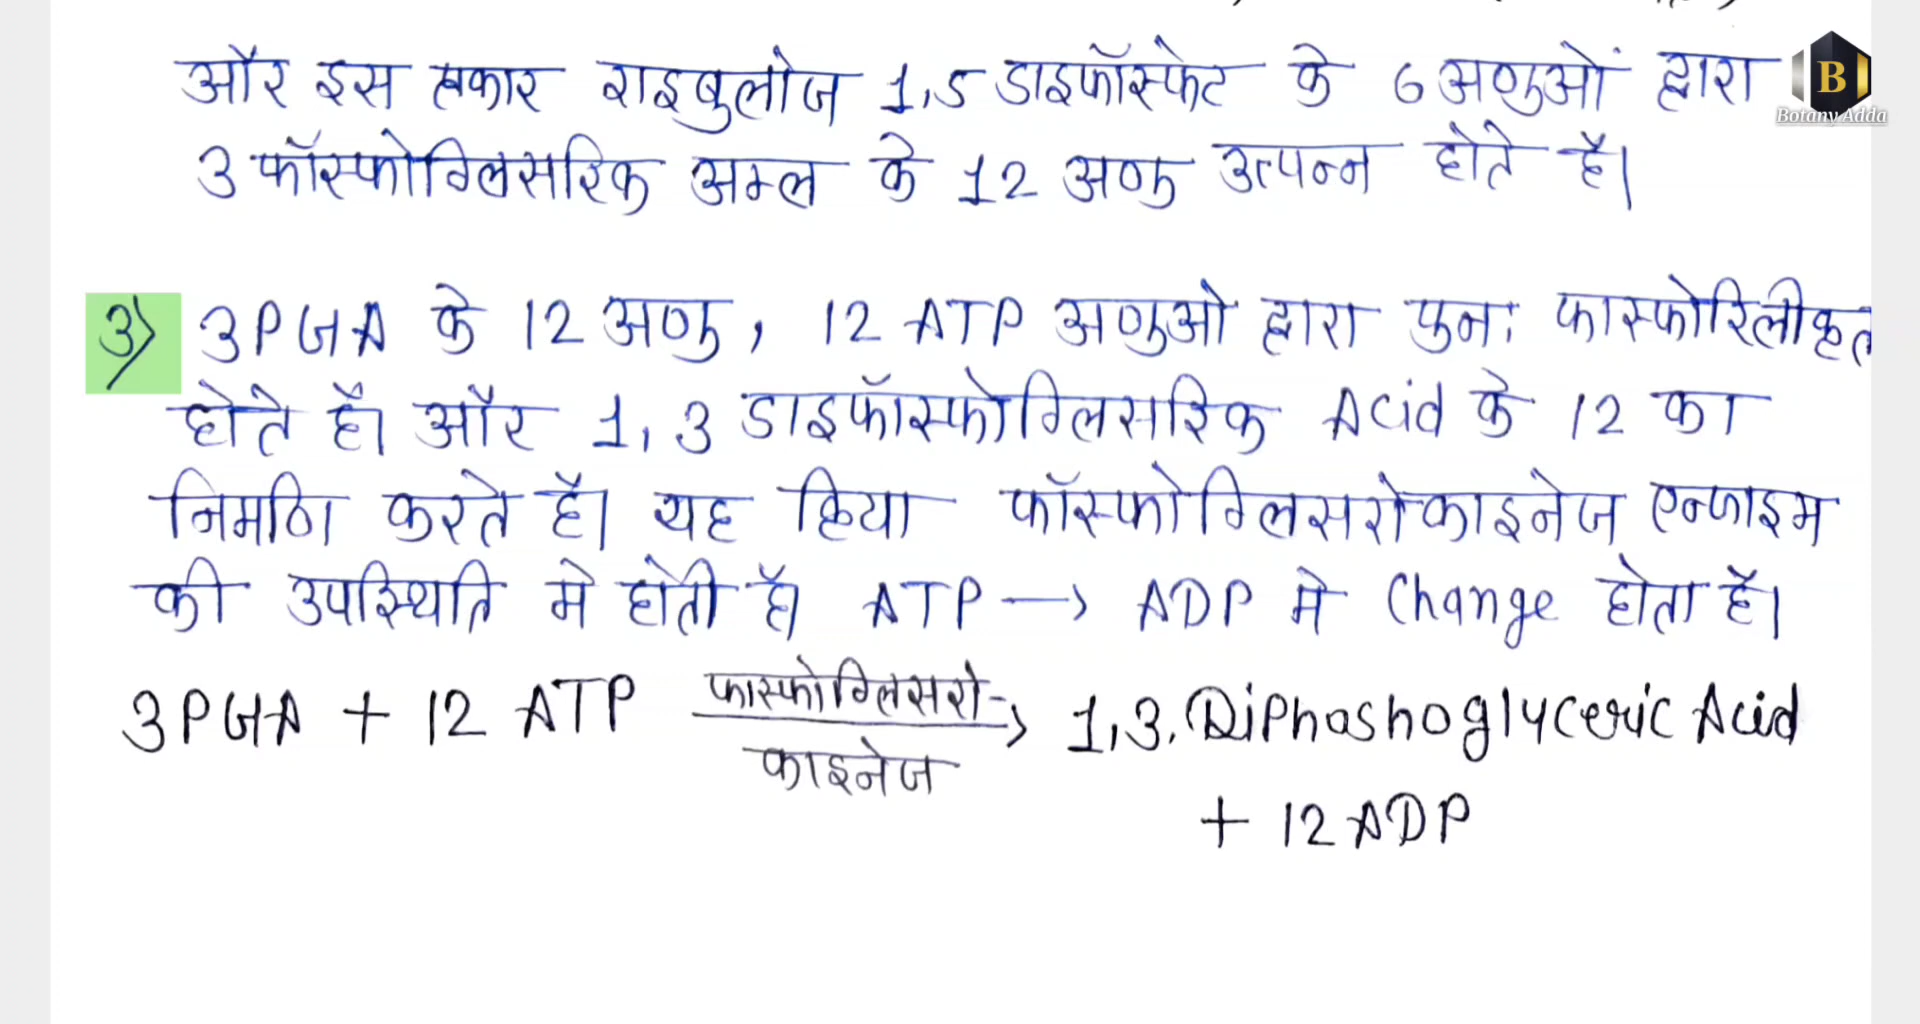 और इस प्रकार राइबुलोज 1,5 डाइफॉस्फेट के 6 अणुओं द्वारा
3 फॉस्फोग्लिसरिक अम्ल के 12 अणु उत्पन्न होते है।
3) 3PGA के 12 अणु, 12 ATP अणुओ द्वारा पुनः फास्फोरिलीकृत
होते है। और 1,3 डाइफॉस्फोग्लिसरिक Acid के 12 का
निर्माण करते है। यह क्रिया फॉस्फोग्लिसरोकाइनेज एन्जाइम
की उपस्थिति मे होती है। ATP → ADP मे Change होता है।
3PGA + 12 ATP फास्फोग्लिसरो- → 1,3. Diphoshoglyceric Acid
काइनेज
+ 12 ADP
B
Botany Adda